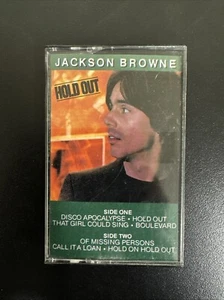 JACKSON BROWNE
HOLD OUT
SIDE ONE
DISCO APOCALYPSE • HOLD OUT
THAT GIRL COULD SING • BOULEVARD
SIDE TWO
OF MISSING PERSONS
CALL IT A LOAN • HOLD ON HOLD OUT